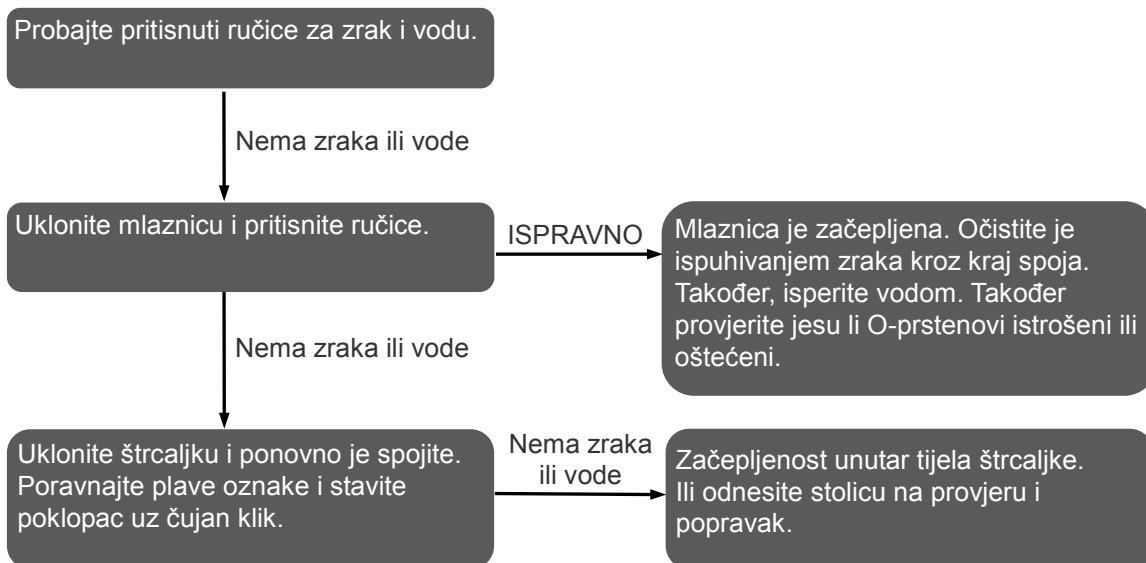 Probajte pritisnuti ručice za zrak i vodu.
Nema zraka ili vode
Uklonite mlaznicu i pritisnite ručice.
ISPRAVNO
Mlaznica je začepljena. Očistite je
ispuhivanjem zraka kroz kraj spoja.
Također, isperite vodom. Također
provjerite jesu li O-prstenovi istrošeni ili
oštećeni.
Nema zraka ili vode
Uklonite štrcaljku i ponovno je spojite.
Poravnajte plave oznake i stavite
poklopac uz čujan klik.
Nema zraka
ili vode
Začepljenost unutar tijela štrcaljke.
Ili odnesite stolicu na provjeru i
popravak.